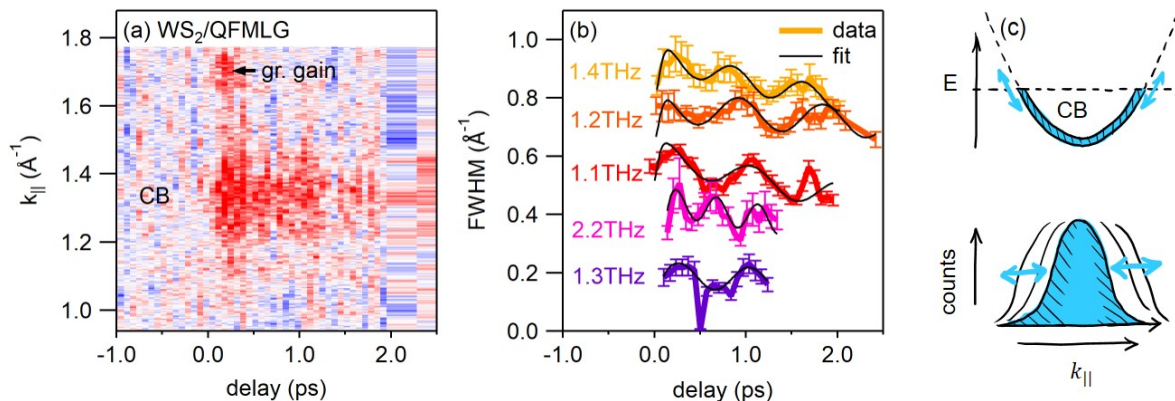 (a) WS₂/QFMLG
gr. gain
CB
k|| (Å⁻¹)
1.8
1.6
1.4
1.2
1.0
-1.0
0.0
1.0
2.0
delay (ps)
(b)
data
fit
1.4THz
1.2THz
1.1THz
2.2THz
1.3THz
FWHM (Å⁻¹)
1.0
0.8
0.6
0.4
0.2
0.0
-1.0
0.0
1.0
2.0
delay (ps)
(c)
E
CB
counts
k||